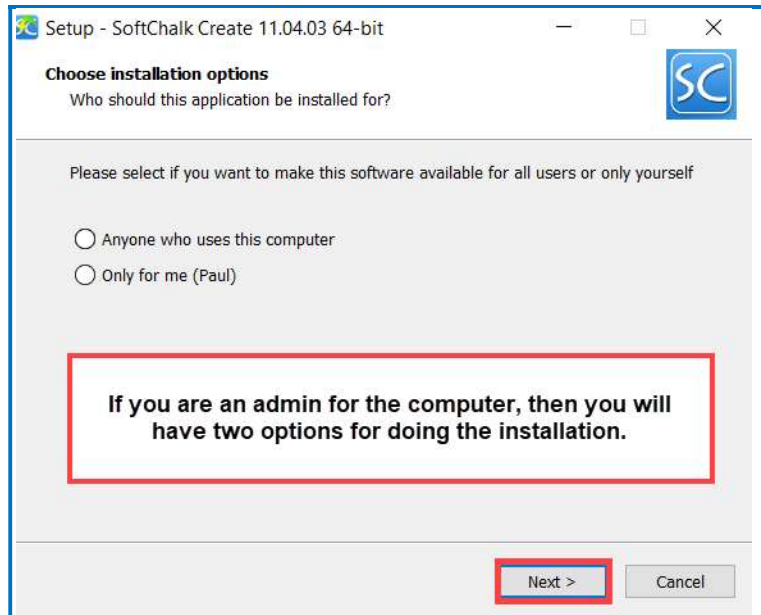 SC Setup - SoftChalk Create 11.04.03 64-bit
Choose installation options
Who should this application be installed for?
SC
Please select if you want to make this software available for all users or only yourself
Anyone who uses this computer
Only for me (Paul)
If you are an admin for the computer, then you will
have two options for doing the installation.
Next >
Cancel